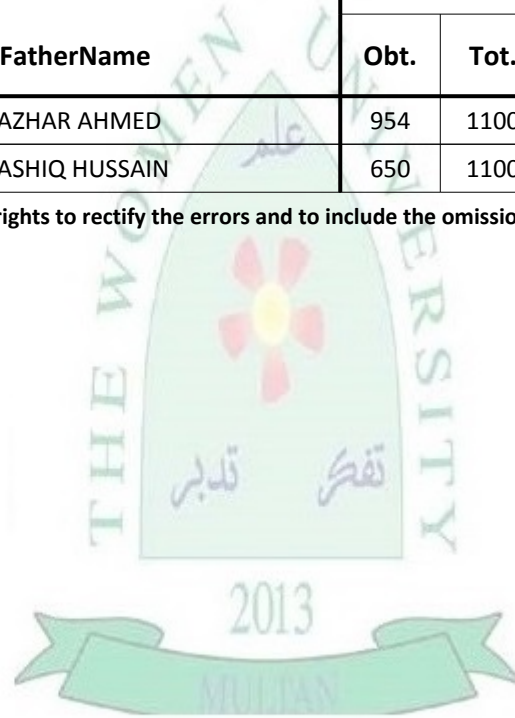 FatherName Obt. Tot.
AZHAR AHMED 954 1100
ASHIQ HUSSAIN 650 1100
rights to rectify the errors and to include the omissio
THE WOMEN UNIVERSITY
علم
تدبر تفکر
2013
MULTAN